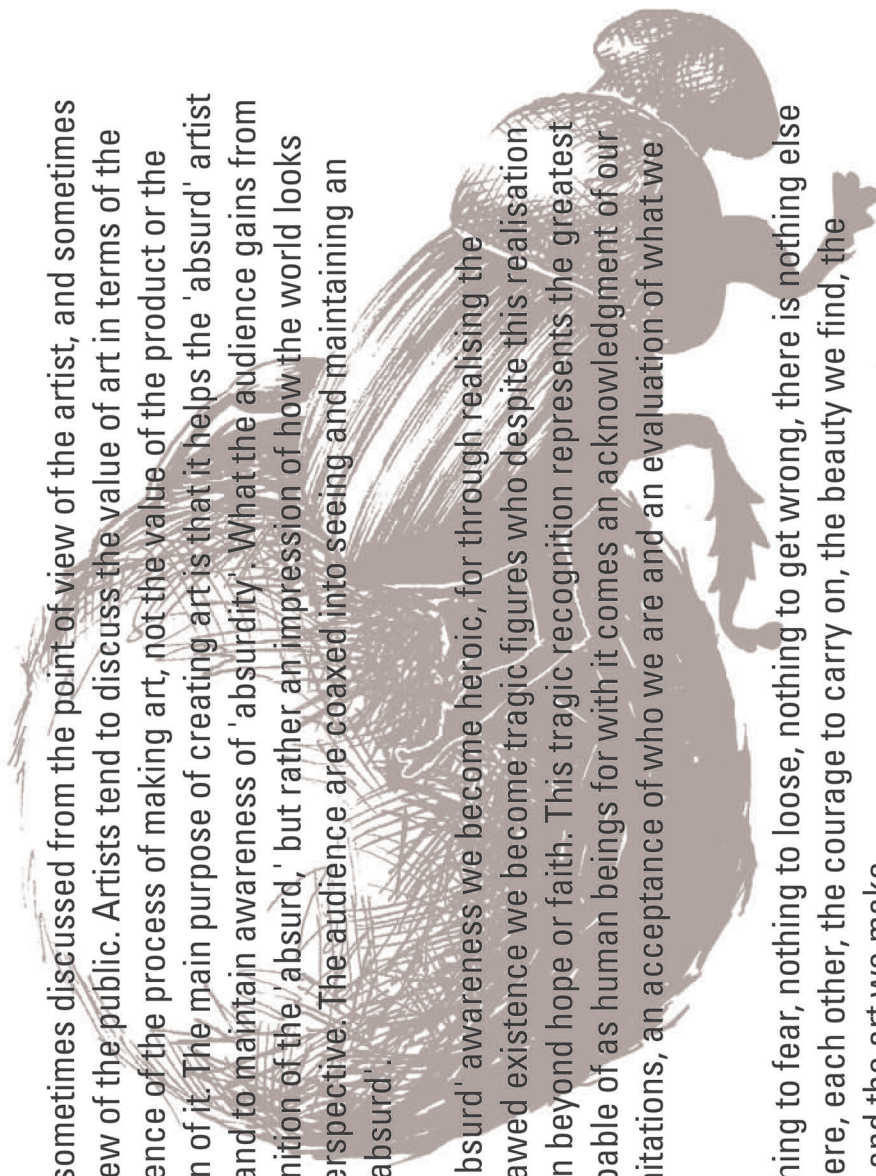 sometimes discussed from the point of view of the artist, and sometimes
ew of the public. Artists tend to discuss the value of art in terms of the
ence of the process of making art, not the value of the product or the
n of it. The main purpose of creating art is that it helps the 'absurd' artist
and to maintain awareness of 'absurdity'. What the audience gains from
nition of the 'absurd,' but rather an impression of how the world looks
erspective. The audience are coaxed into seeing and maintaining an
absurd'.
bsurd' awareness we become heroic, for through realising the
awed existence we become tragic figures who despite this realisation
n beyond hope or faith. This tragic recognition represents the greatest
pable of as human beings for with it comes an acknowledgment of our
itations, an acceptance of who we are and an evaluation of what we
hing to fear, nothing to loose, nothing to get wrong, there is nothing else
ere, each other, the courage to carry on, the beauty we find, the
and the art we make